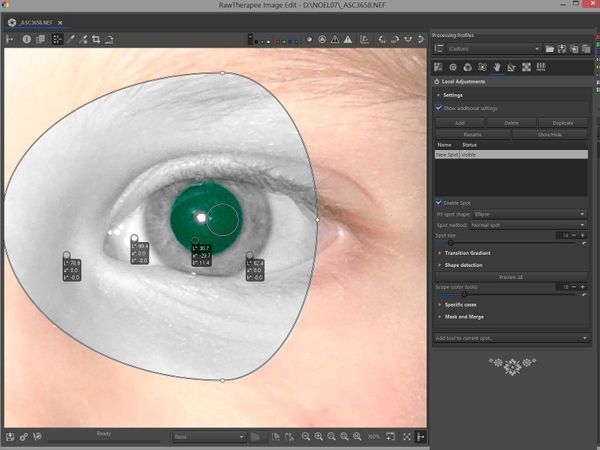 RawTherapee Image Edit - D:\NOEL07\_ASC3658.NEF
_ASC3658.NEF
Processing Profiles
(Custom)
Local Adjustments
Settings
Show additional settings
Add Delete Duplicate
Rename Show/Hide
Name Status
New Spot Visible
Enable Spot
RT-spot shape: Ellipse
Spot method: Normal spot
Spot size 14
Transition Gradient
Shape detection
Preview All
Scope (color tools) 18
Specific cases
Mask and Merge
Add tool to current spot...
L*: 78.8
a*: 0.0
b*: -0.0
L*: 99.4
a*: 0.0
b*: -0.0
L*: 30.7
a*: -29.7
b*: 11.4
L*: 62.4
a*: 0.0
b*: -0.0
Ready
None
300%